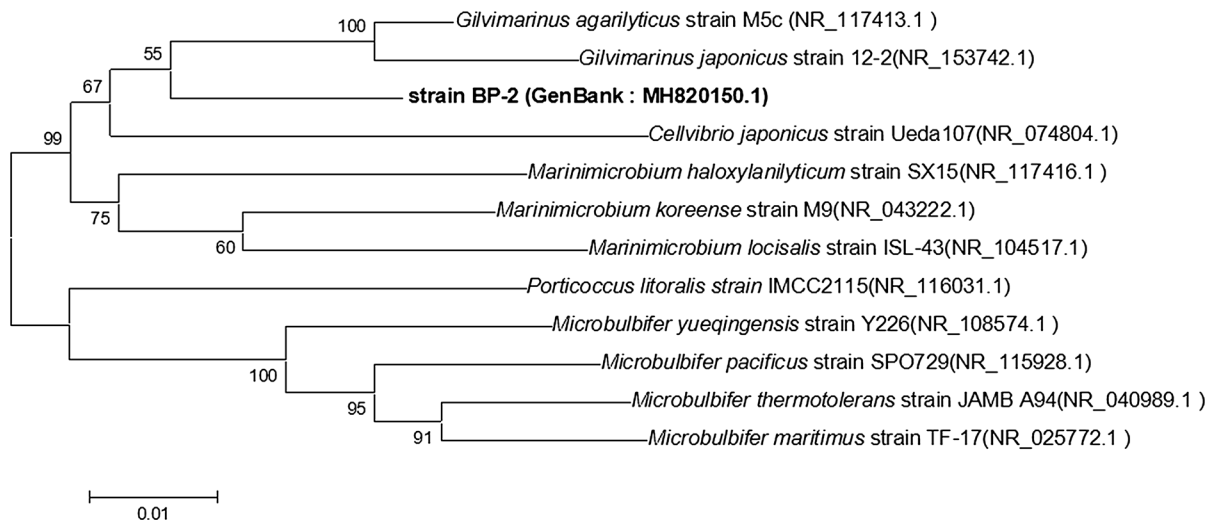 100
Gilvimarinus agarilyticus strain M5c (NR_117413.1 )
55
Gilvimarinus japonicus strain 12-2(NR_153742.1)
67
strain BP-2 (GenBank : MH820150.1)
99
Cellvibrio japonicus strain Ueda107(NR_074804.1)
Marinimicrobium haloxylanilyticum strain SX15(NR_117416.1 )
75
Marinimicrobium koreense strain M9(NR_043222.1)
60
Marinimicrobium locisalis strain ISL-43(NR_104517.1)
Porticoccus litoralis strain IMCC2115(NR_116031.1)
Microbulbifer yueqingensis strain Y226(NR_108574.1 )
100
Microbulbifer pacificus strain SPO729(NR_115928.1)
95
Microbulbifer thermotolerans strain JAMB A94(NR_040989.1 )
91
Microbulbifer maritimus strain TF-17(NR_025772.1 )
0.01